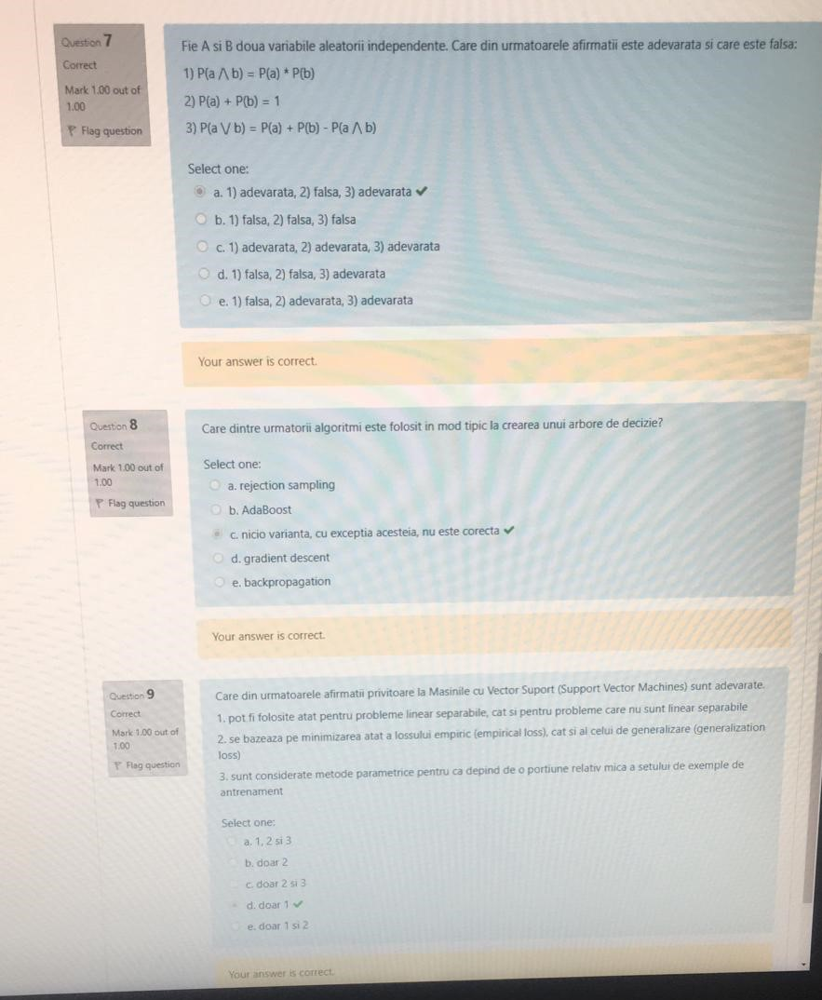 Question 7
Correct
Mark 1.00 out of
1.00
Flag question
Fie A si B doua variabile aleatorii independente. Care din urmatoarele afirmatii este adevarata si care este falsa:
1) P(a /\ b) = P(a) * P(b)
2) P(a) + P(b) = 1
3) P(a \/ b) = P(a) + P(b) - P(a /\ b)
Select one:
a. 1) adevarata, 2) falsa, 3) adevarata ✔
b. 1) falsa, 2) falsa, 3) falsa
c. 1) adevarata, 2) adevarata, 3) adevarata
d. 1) falsa, 2) falsa, 3) adevarata
e. 1) falsa, 2) adevarata, 3) adevarata
Your answer is correct.
Question 8
Correct
Mark 1.00 out of
1.00
Flag question
Care dintre urmatorii algoritmi este folosit in mod tipic la crearea unui arbore de decizie?
Select one:
a. rejection sampling
b. AdaBoost
c. nicio varianta, cu exceptia acesteia, nu este corecta ✔
d. gradient descent
e. backpropagation
Your answer is correct.
Question 9
Correct
Mark 1.00 out of
1.00
Flag question
Care din urmatoarele afirmatii privitoare la Masinile cu Vector Suport (Support Vector Machines) sunt adevarate.
1. pot fi folosite atat pentru probleme linear separabile, cat si pentru probleme care nu sunt linear separabile
2. se bazeaza pe minimizarea atat a lossului empiric (empirical loss), cat si al celui de generalizare (generalization
loss)
3. sunt considerate metode parametrice pentru ca depind de o portiune relativ mica a setului de exemple de
antrenament
Select one:
a. 1, 2 si 3
b. doar 2
c. doar 2 si 3
d. doar 1 ✔
e. doar 1 si 2
Your answer is correct.